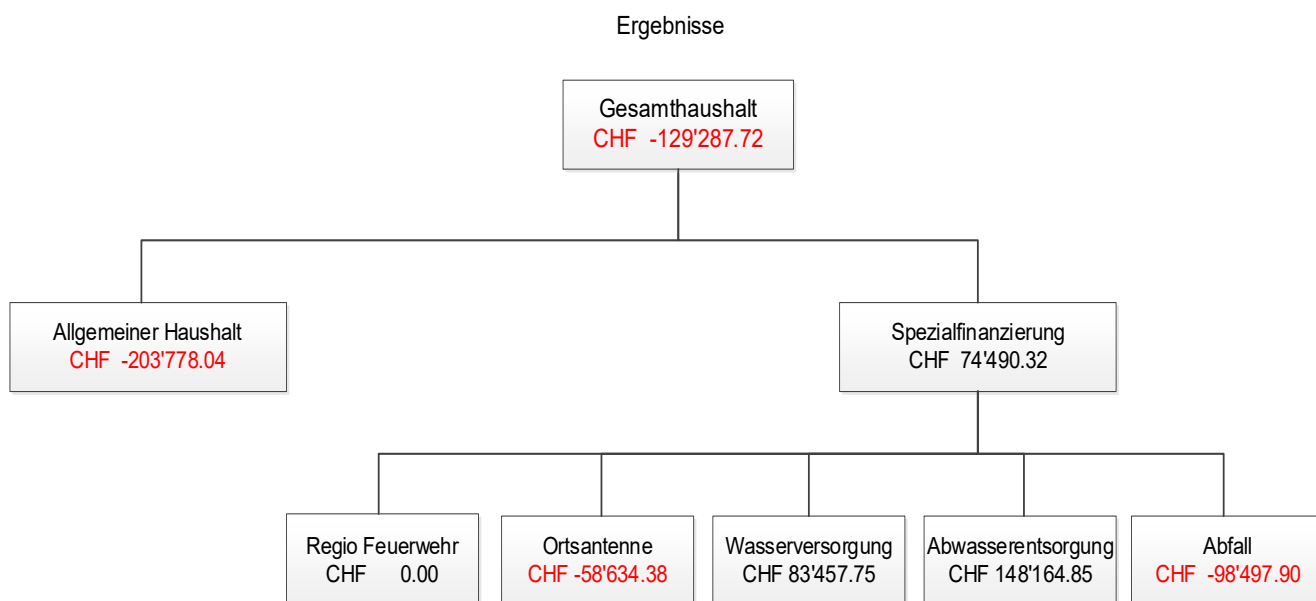 Ergebnisse
Gesamthaushalt
CHF -129'287.72
Allgemeiner Haushalt
CHF -203'778.04
Spezialfinanzierung
CHF 74'490.32
Regio Feuerwehr
CHF 0.00
Ortsantenne
CHF -58'634.38
Wasserversorgung
CHF 83'457.75
Abwasserentsorgung
CHF 148'164.85
Abfall
CHF -98'497.90